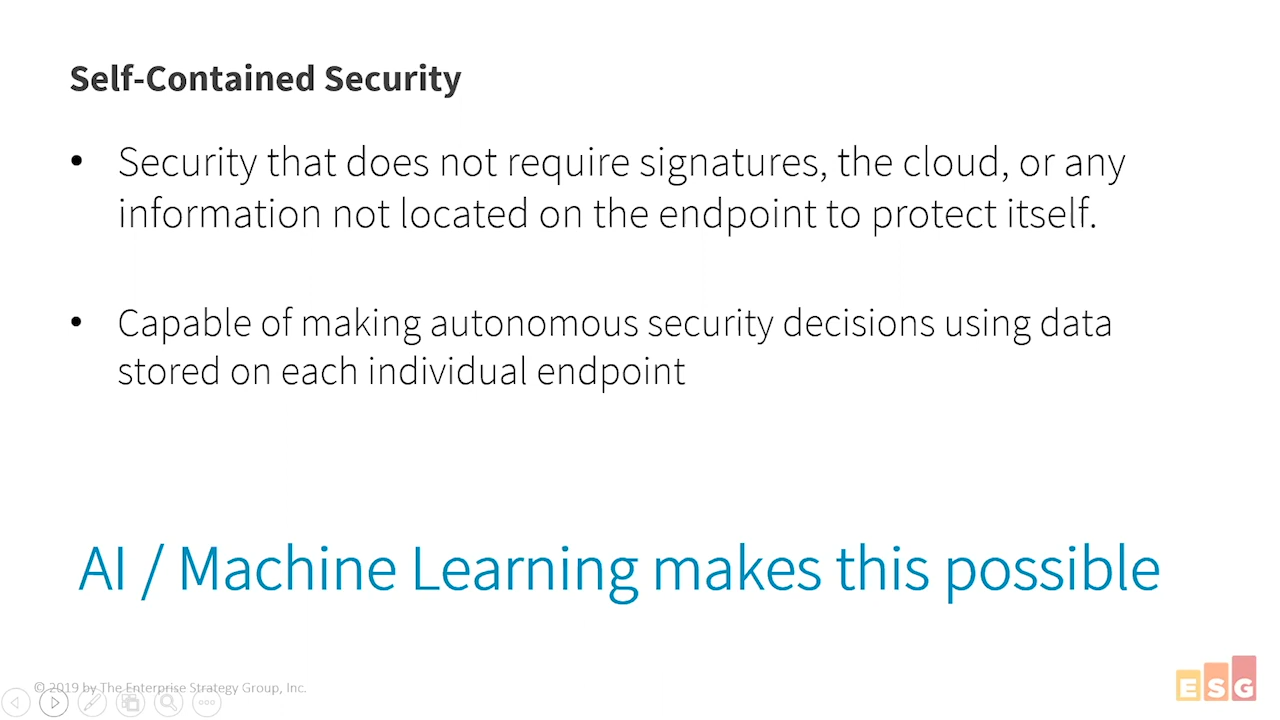 Self-Contained Security
• Security that does not require signatures, the cloud, or any
information not located on the endpoint to protect itself.
• Capable of making autonomous security decisions using data
stored on each individual endpoint
AI / Machine Learning makes this possible
© 2019 by The Enterprise Strategy Group, Inc.
ESG